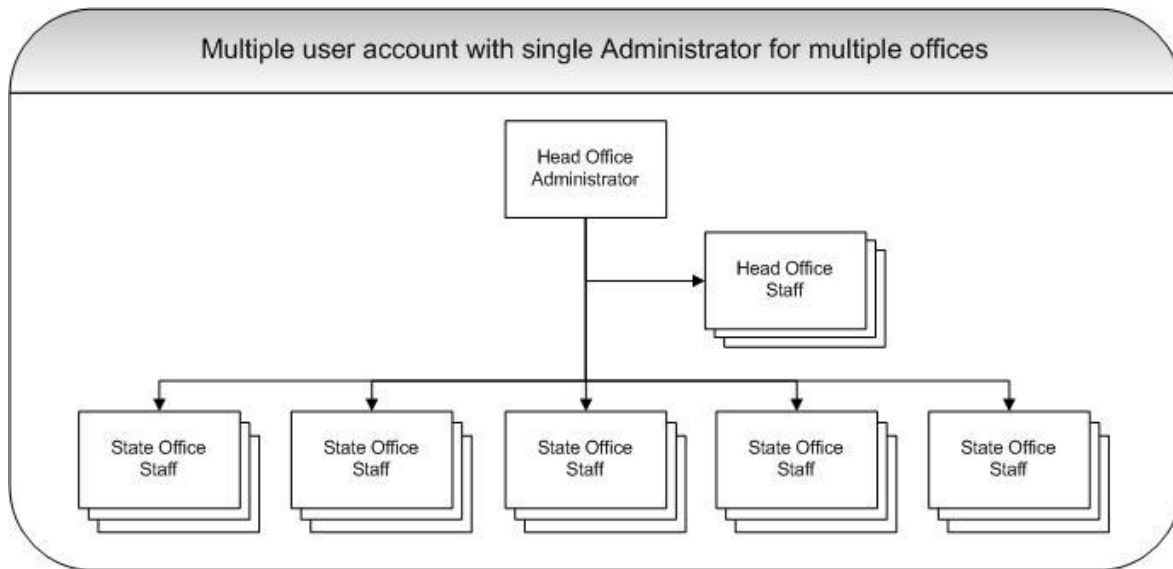 Multiple user account with single Administrator for multiple offices
Head Office
Administrator
Head Office
Staff
State Office
Staff
State Office
Staff
State Office
Staff
State Office
Staff
State Office
Staff